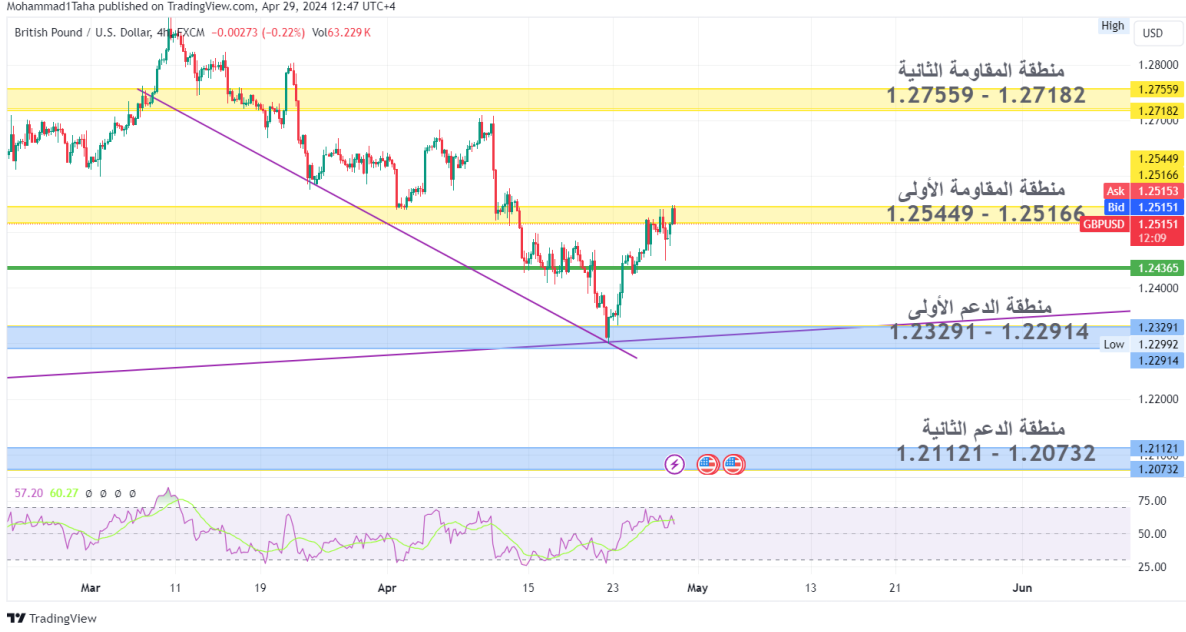 Mohammad1Taha published on TradingView.com, Apr 29, 2024 12:47 UTC+4
British Pound / U.S. Dollar, 4h, FXCM −0.00273 (−0.22%) Vol63.229 K
High
USD
1.28000
منطقة المقاومة الثانية
1.27559 - 1.27182
1.27559
1.27182
1.27000
1.25449
1.25166
منطقة المقاومة الأولى
1.25449 - 1.25166
Ask 1.25153
Bid 1.25151
GBPUSD 1.25151
12:09
1.24365
1.24000
منطقة الدعم الأولى
1.23291 - 1.22914
1.23291
Low 1.22992
1.22914
1.22000
منطقة الدعم الثانية
1.21121 - 1.20732
1.21121
1.20732
57.20 60.27 ø ø ø ø
75.00
50.00
25.00
Mar 11 19 Apr 15 23 May 13 21 Jun
TradingView